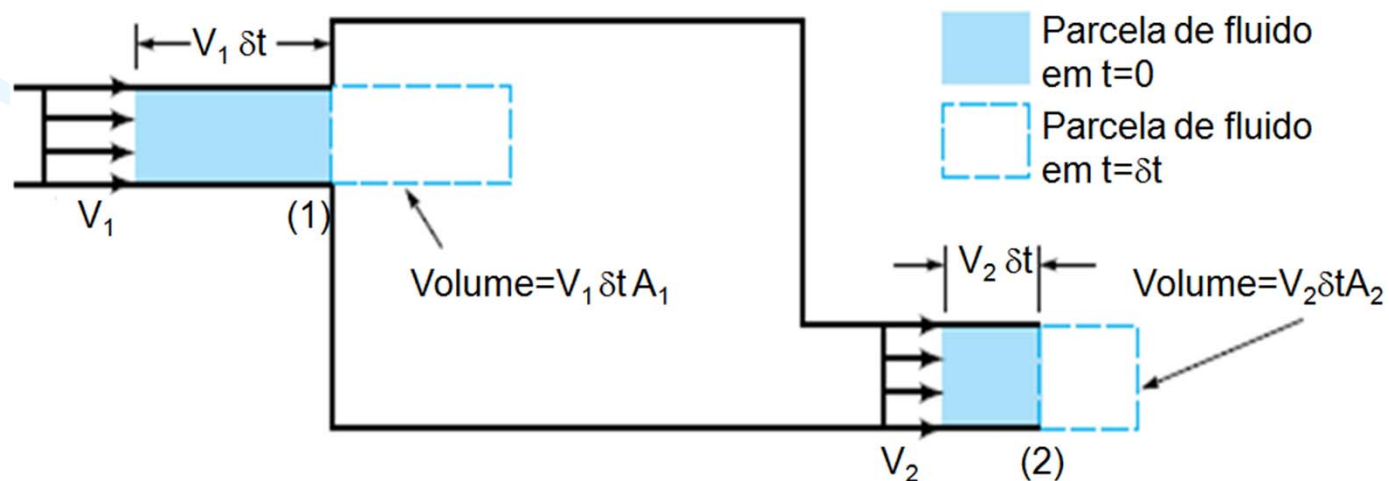 V₁ δt
Parcela de fluido
em t=0
Parcela de fluido
em t=δt
V₁
(1)
Volume=V₁ δt A₁
V₂ δt
Volume=V₂δtA₂
V₂
(2)